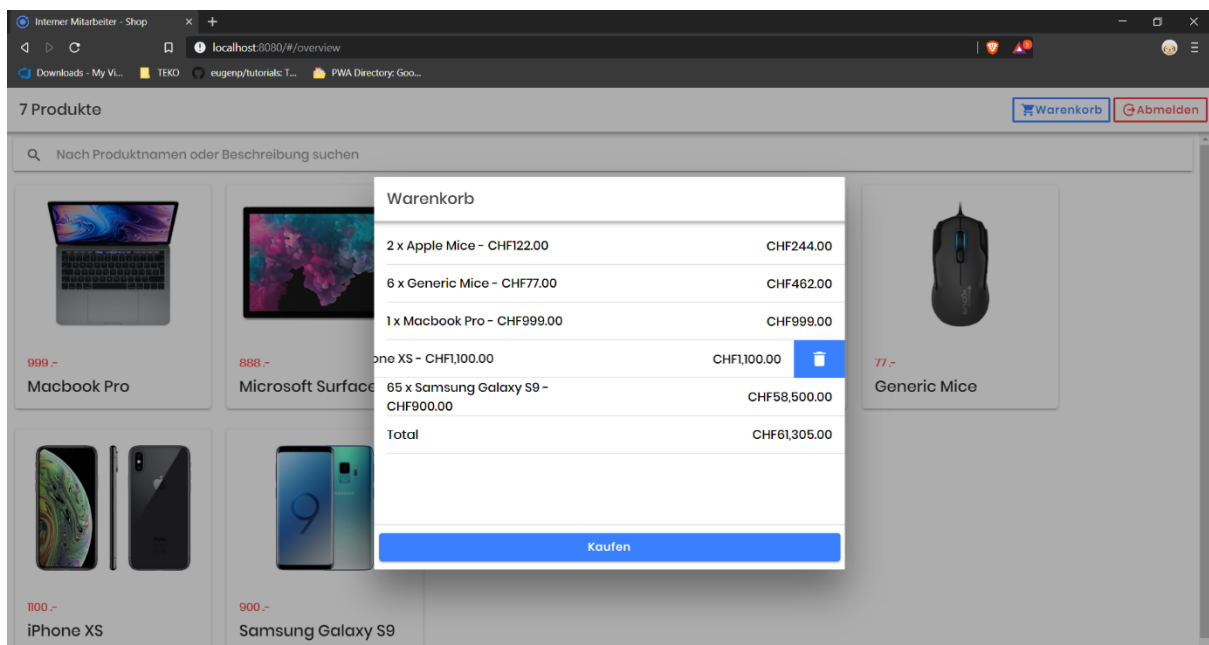 Interner Mitarbeiter - Shop
localhost:8080/#/overview
Downloads - My Vi...
TEKO
eugenp/tutorials: T...
PWA Directory: Goo...
7 Produkte
Warenkorb
Abmelden
Nach Produktnamen oder Beschreibung suchen
Warenkorb
2 x Apple Mice - CHF122.00 CHF244.00
6 x Generic Mice - CHF77.00 CHF462.00
1 x Macbook Pro - CHF999.00 CHF999.00
one XS - CHF1,100.00 CHF1,100.00
65 x Samsung Galaxy S9 -
CHF900.00 CHF58,500.00
Total CHF61,305.00
Kaufen
999 .-
Macbook Pro
888 .-
Microsoft Surface
77 .-
Generic Mice
1100 .-
iPhone XS
900 .-
Samsung Galaxy S9